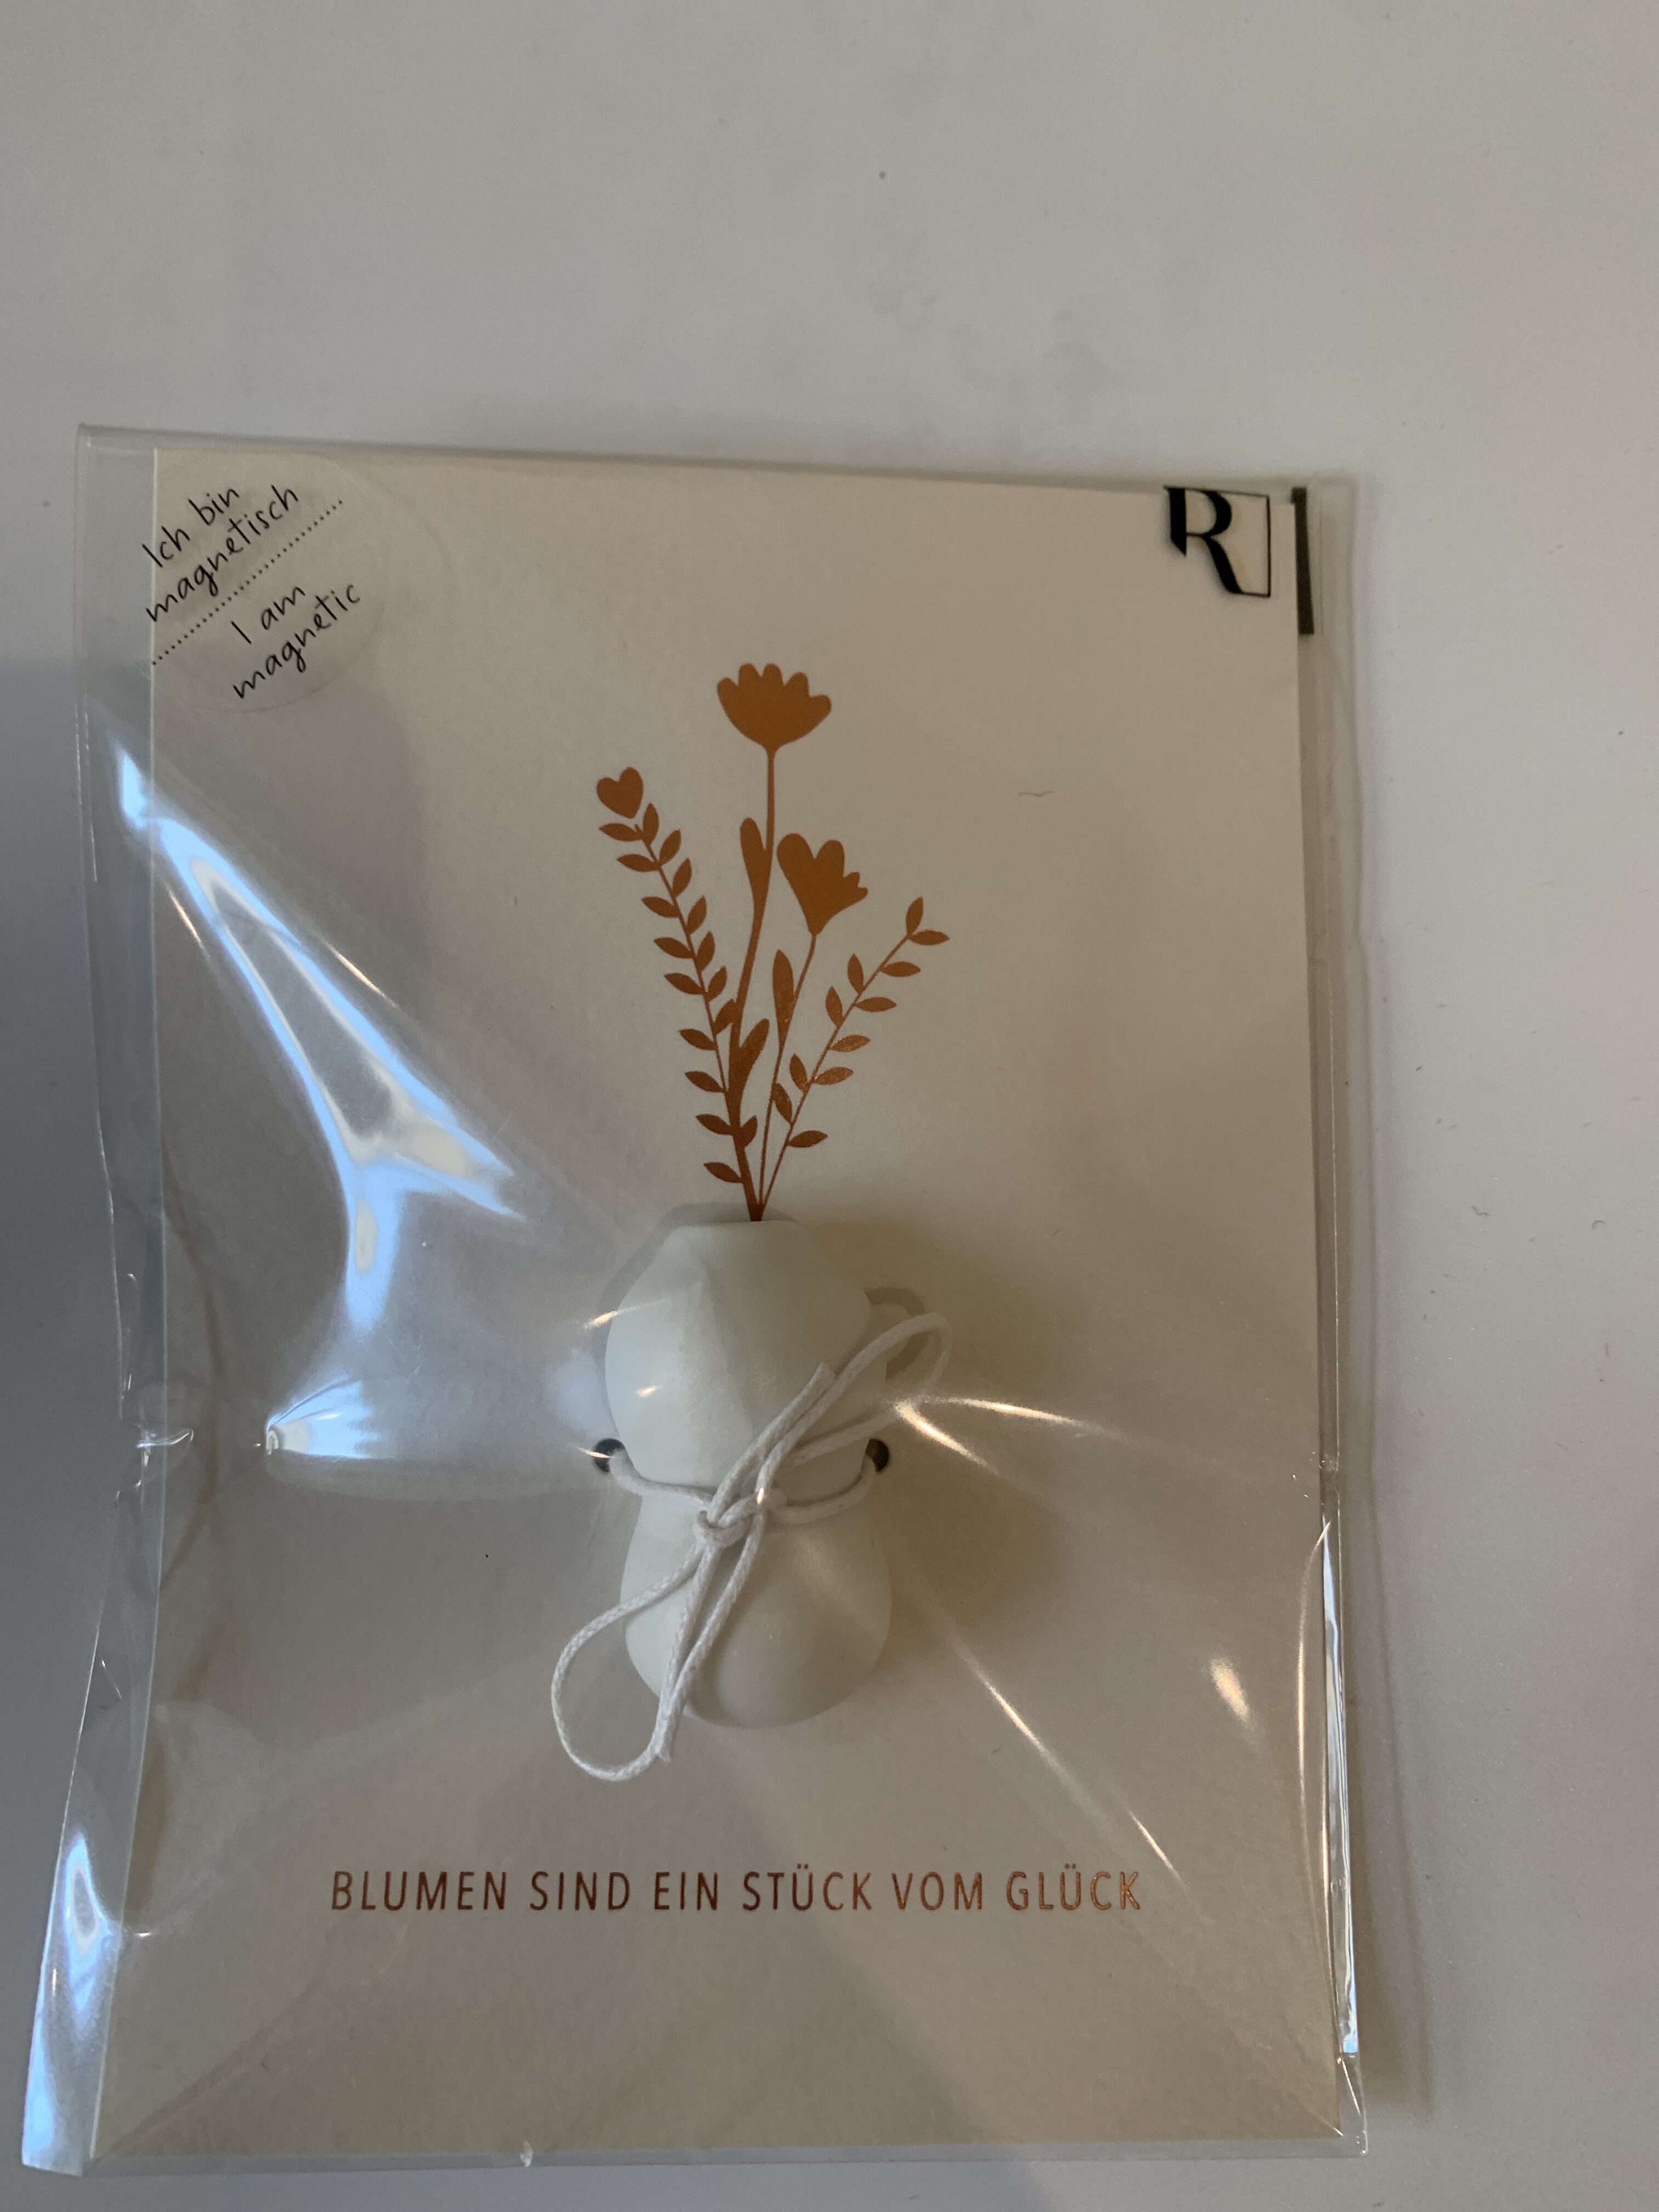 Ich bin
magnetisch
I am
magnetic
R
BLUMEN SIND EIN STÜCK VOM GLÜCK